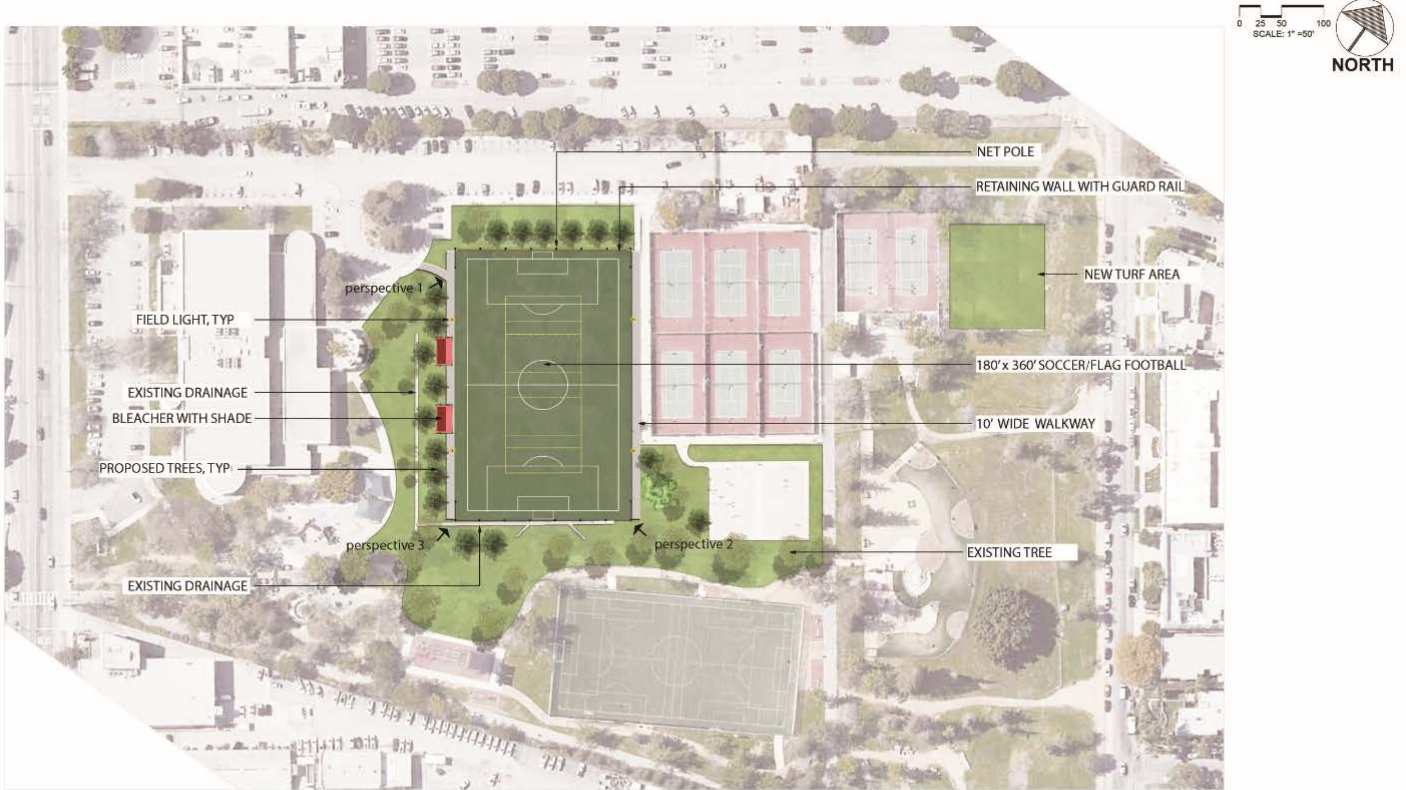 0 25 50 100
SCALE: 1" =50'
NORTH
NET POLE
RETAINING WALL WITH GUARD RAIL
NEW TURF AREA
perspective 1
FIELD LIGHT, TYP
180' x 360' SOCCER/FLAG FOOTBALL
EXISTING DRAINAGE
BLEACHER WITH SHADE
10' WIDE WALKWAY
PROPOSED TREES, TYP
perspective 3
perspective 2
EXISTING TREE
EXISTING DRAINAGE